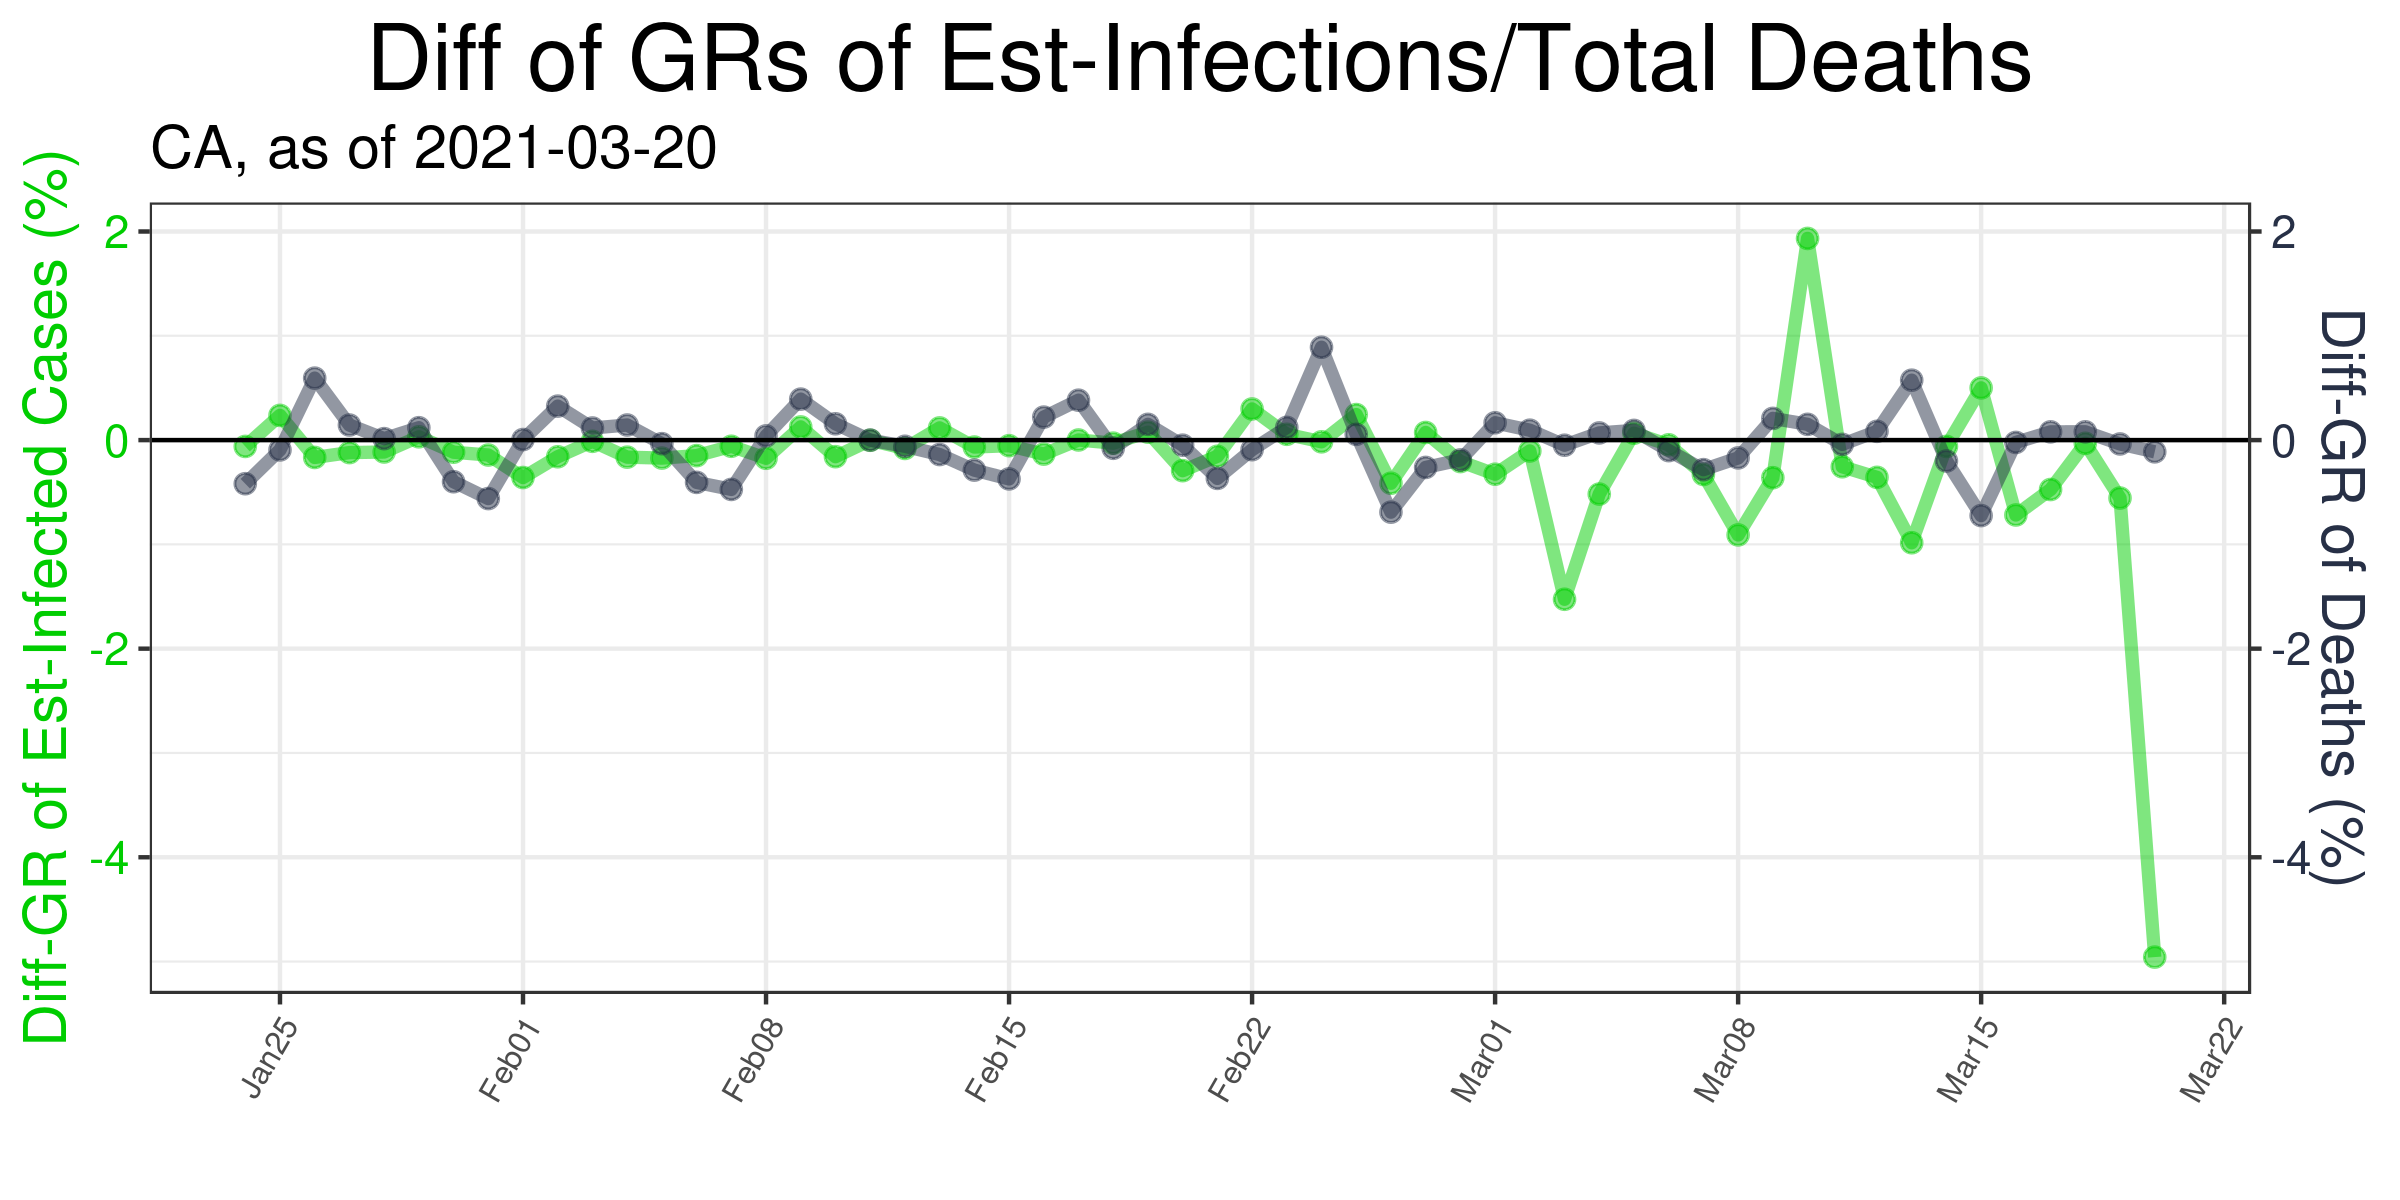 Diff of GRs of Est-Infections/Total Deaths
CA, as of 2021-03-20
Diff-GR of Est-Infected Cases (%)
2
0
-2
-4
2
0
-2
-4
Diff-GR of Deaths (%)
Jan25
Feb01
Feb08
Feb15
Feb22
Mar01
Mar08
Mar15
Mar22